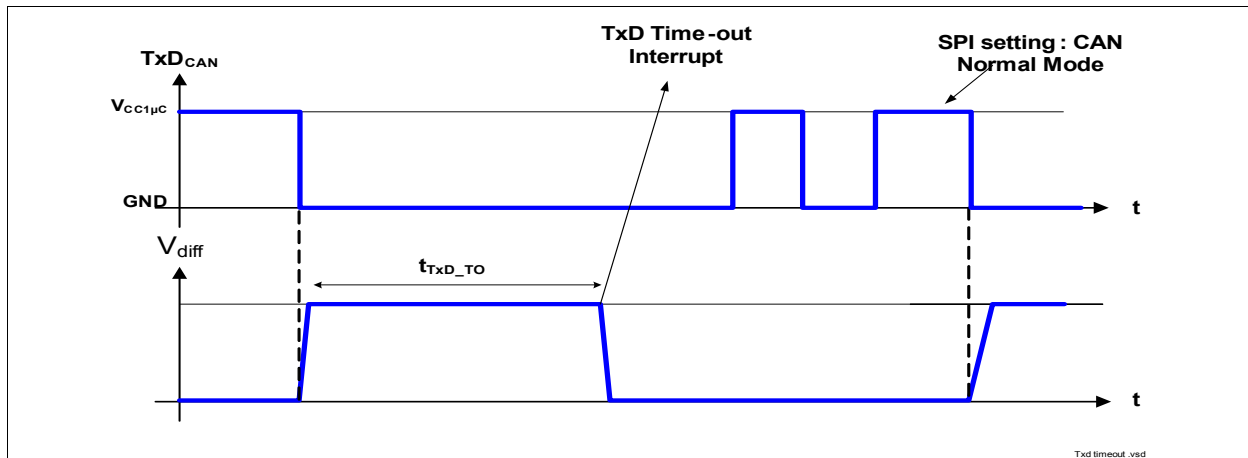 TxD Time-out
Interrupt
SPI setting : CAN
Normal Mode
TxDCAN
VCC1µC
GND
t
Vdiff
tTxD_TO
t
Txd timeout .vsd